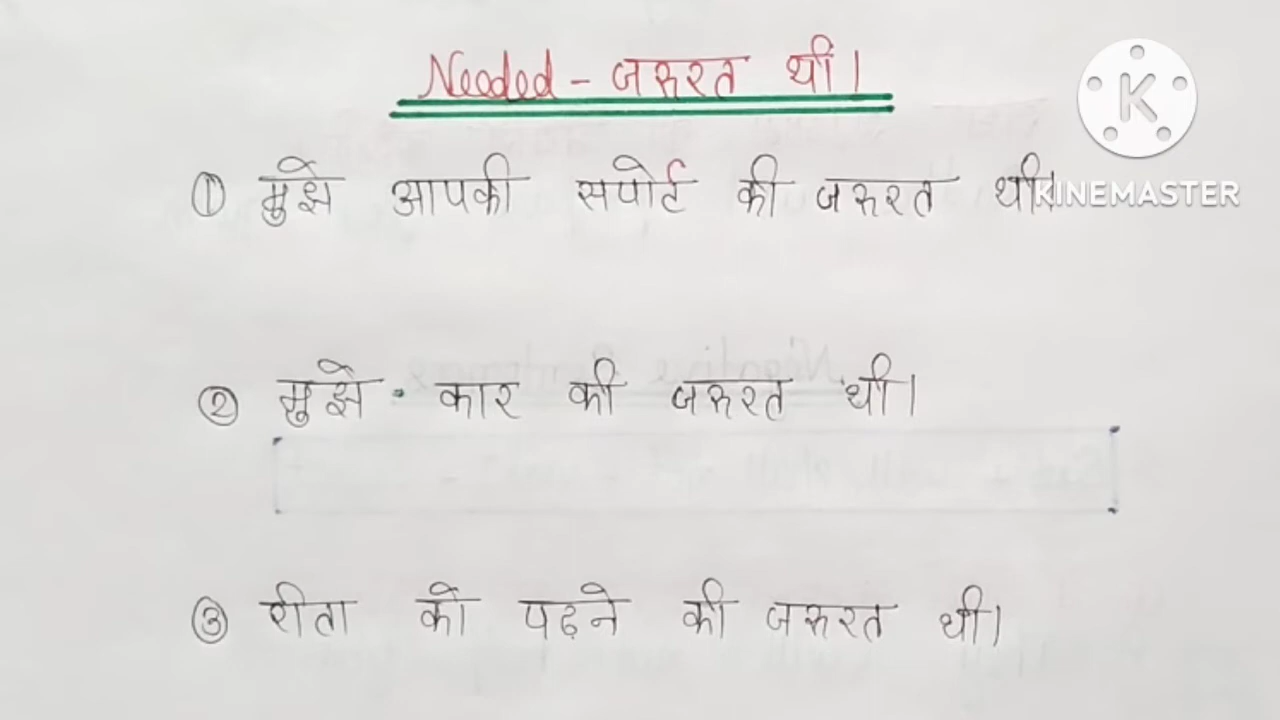 Needed - जरुरत थी।
① मुझे आपकी सपोर्ट की जरुरत थी।
KINEMASTER
② मुझे कार की जरुरत थी।
③ रीता को पढ़ने की जरुरत थी।